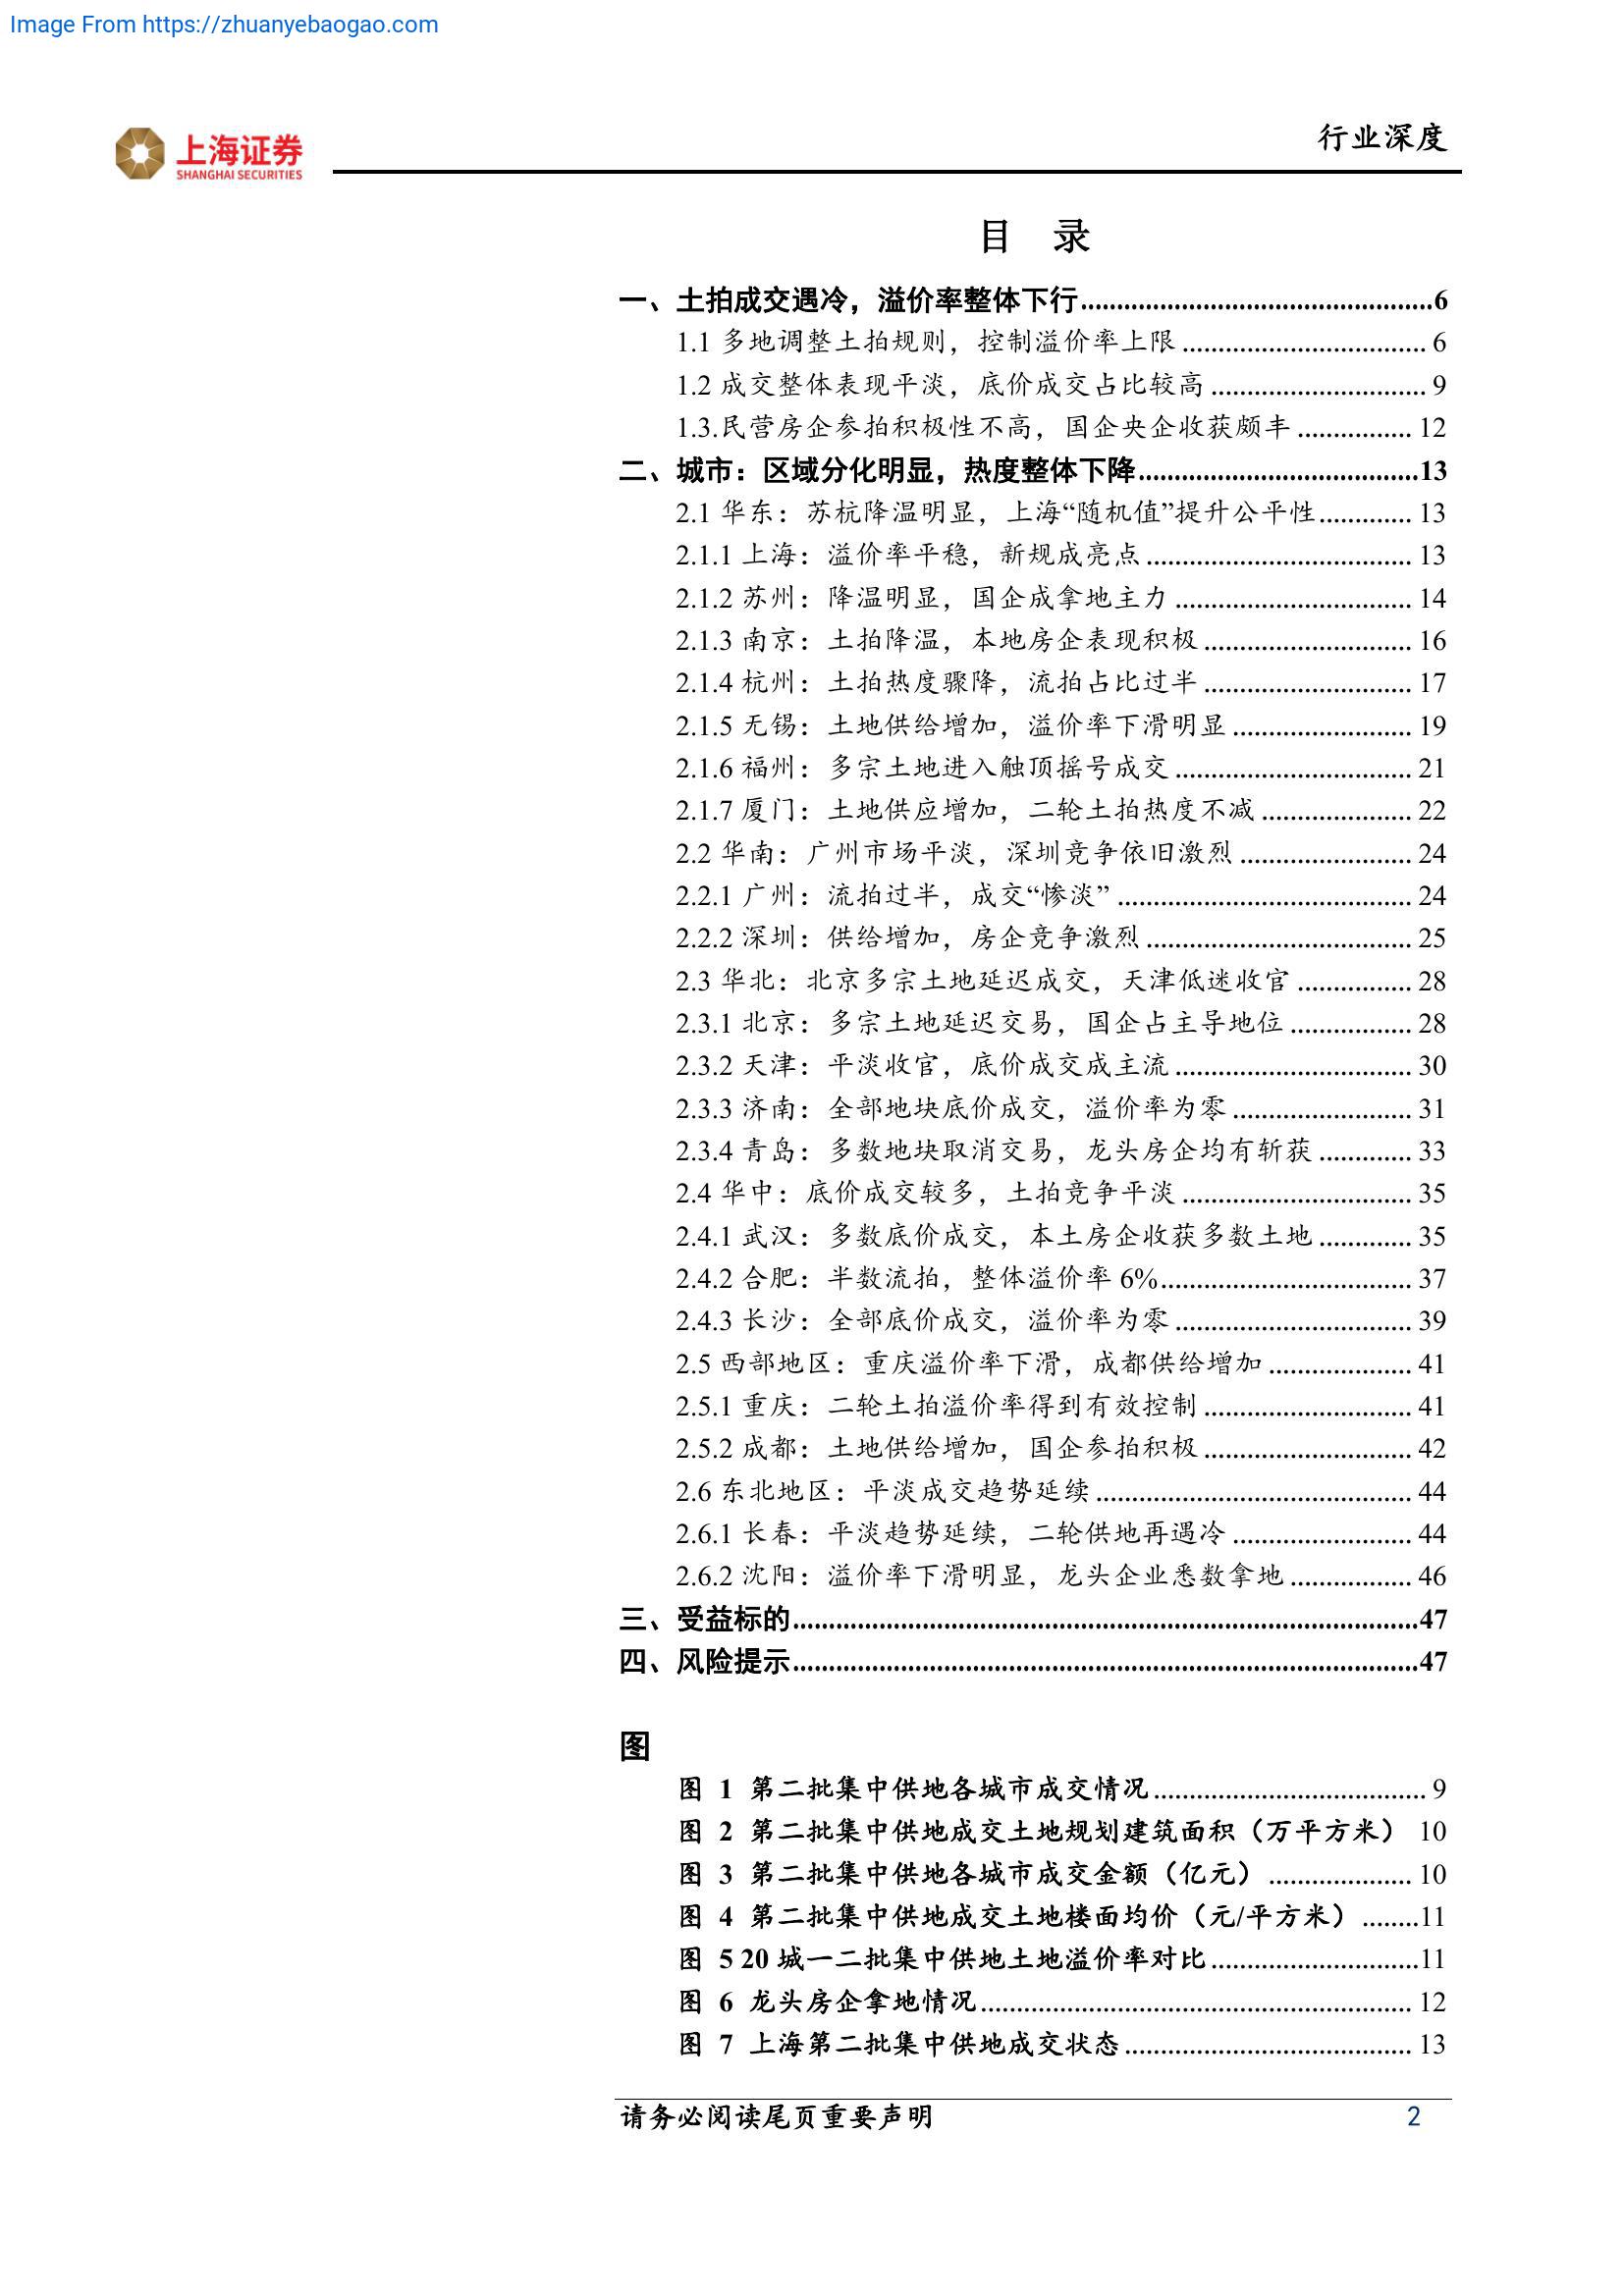 Image From https://zhuanyebaogao.com
上海证券
SHANGHAI SECURITIES
行业深度
目 录
一、土拍成交遇冷，溢价率整体下行................................................6
1.1 多地调整土拍规则，控制溢价率上限.................................. 6
1.2 成交整体表现平淡，底价成交占比较高.............................. 9
1.3.民营房企参拍积极性不高，国企央企收获颇丰................ 12
二、城市：区域分化明显，热度整体下降.......................................13
2.1 华东：苏杭降温明显，上海“随机值”提升公平性............. 13
2.1.1 上海：溢价率平稳，新规成亮点..................................... 13
2.1.2 苏州：降温明显，国企成拿地主力................................. 14
2.1.3 南京：土拍降温，本地房企表现积极............................. 16
2.1.4 杭州：土拍热度骤降，流拍占比过半............................. 17
2.1.5 无锡：土地供给增加，溢价率下滑明显......................... 19
2.1.6 福州：多宗土地进入触顶摇号成交................................. 21
2.1.7 厦门：土地供应增加，二轮土拍热度不减..................... 22
2.2 华南：广州市场平淡，深圳竞争依旧激烈........................ 24
2.2.1 广州：流拍过半，成交“惨淡”......................................... 24
2.2.2 深圳：供给增加，房企竞争激烈..................................... 25
2.3 华北：北京多宗土地延迟成交，天津低迷收官................ 28
2.3.1 北京：多宗土地延迟交易，国企占主导地位................. 28
2.3.2 天津：平淡收官，底价成交成主流................................. 30
2.3.3 济南：全部地块底价成交，溢价率为零......................... 31
2.3.4 青岛：多数地块取消交易，龙头房企均有斩获............. 33
2.4 华中：底价成交较多，土拍竞争平淡................................ 35
2.4.1 武汉：多数底价成交，本土房企收获多数土地............. 35
2.4.2 合肥：半数流拍，整体溢价率 6%................................... 37
2.4.3 长沙：全部底价成交，溢价率为零................................. 39
2.5 西部地区：重庆溢价率下滑，成都供给增加.................... 41
2.5.1 重庆：二轮土拍溢价率得到有效控制............................. 41
2.5.2 成都：土地供给增加，国企参拍积极............................. 42
2.6 东北地区：平淡成交趋势延续............................................ 44
2.6.1 长春：平淡趋势延续，二轮供地再遇冷......................... 44
2.6.2 沈阳：溢价率下滑明显，龙头企业悉数拿地................. 46
三、受益标的.......................................................................................47
四、风险提示.......................................................................................47
图
图 1 第二批集中供地各城市成交情况...................................... 9
图 2 第二批集中供地成交土地规划建筑面积（万平方米） 10
图 3 第二批集中供地各城市成交金额（亿元）.................... 10
图 4 第二批集中供地成交土地楼面均价（元/平方米）........11
图 5 20 城一二批集中供地土地溢价率对比.............................11
图 6 龙头房企拿地情况............................................................ 12
图 7 上海第二批集中供地成交状态........................................ 13
请务必阅读尾页重要声明
2